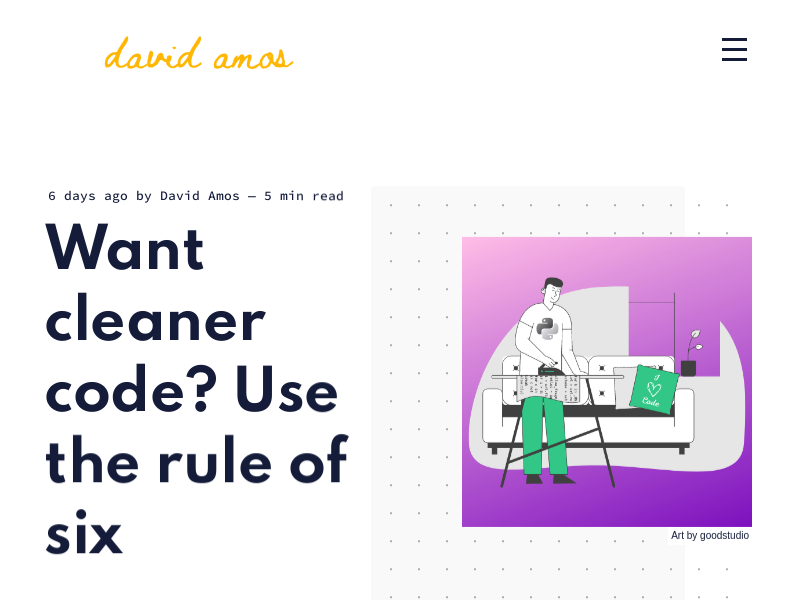 david amos
6 days ago by David Amos — 5 min read
Want
cleaner
code? Use
the rule of
six
I
Code
Art by goodstudio